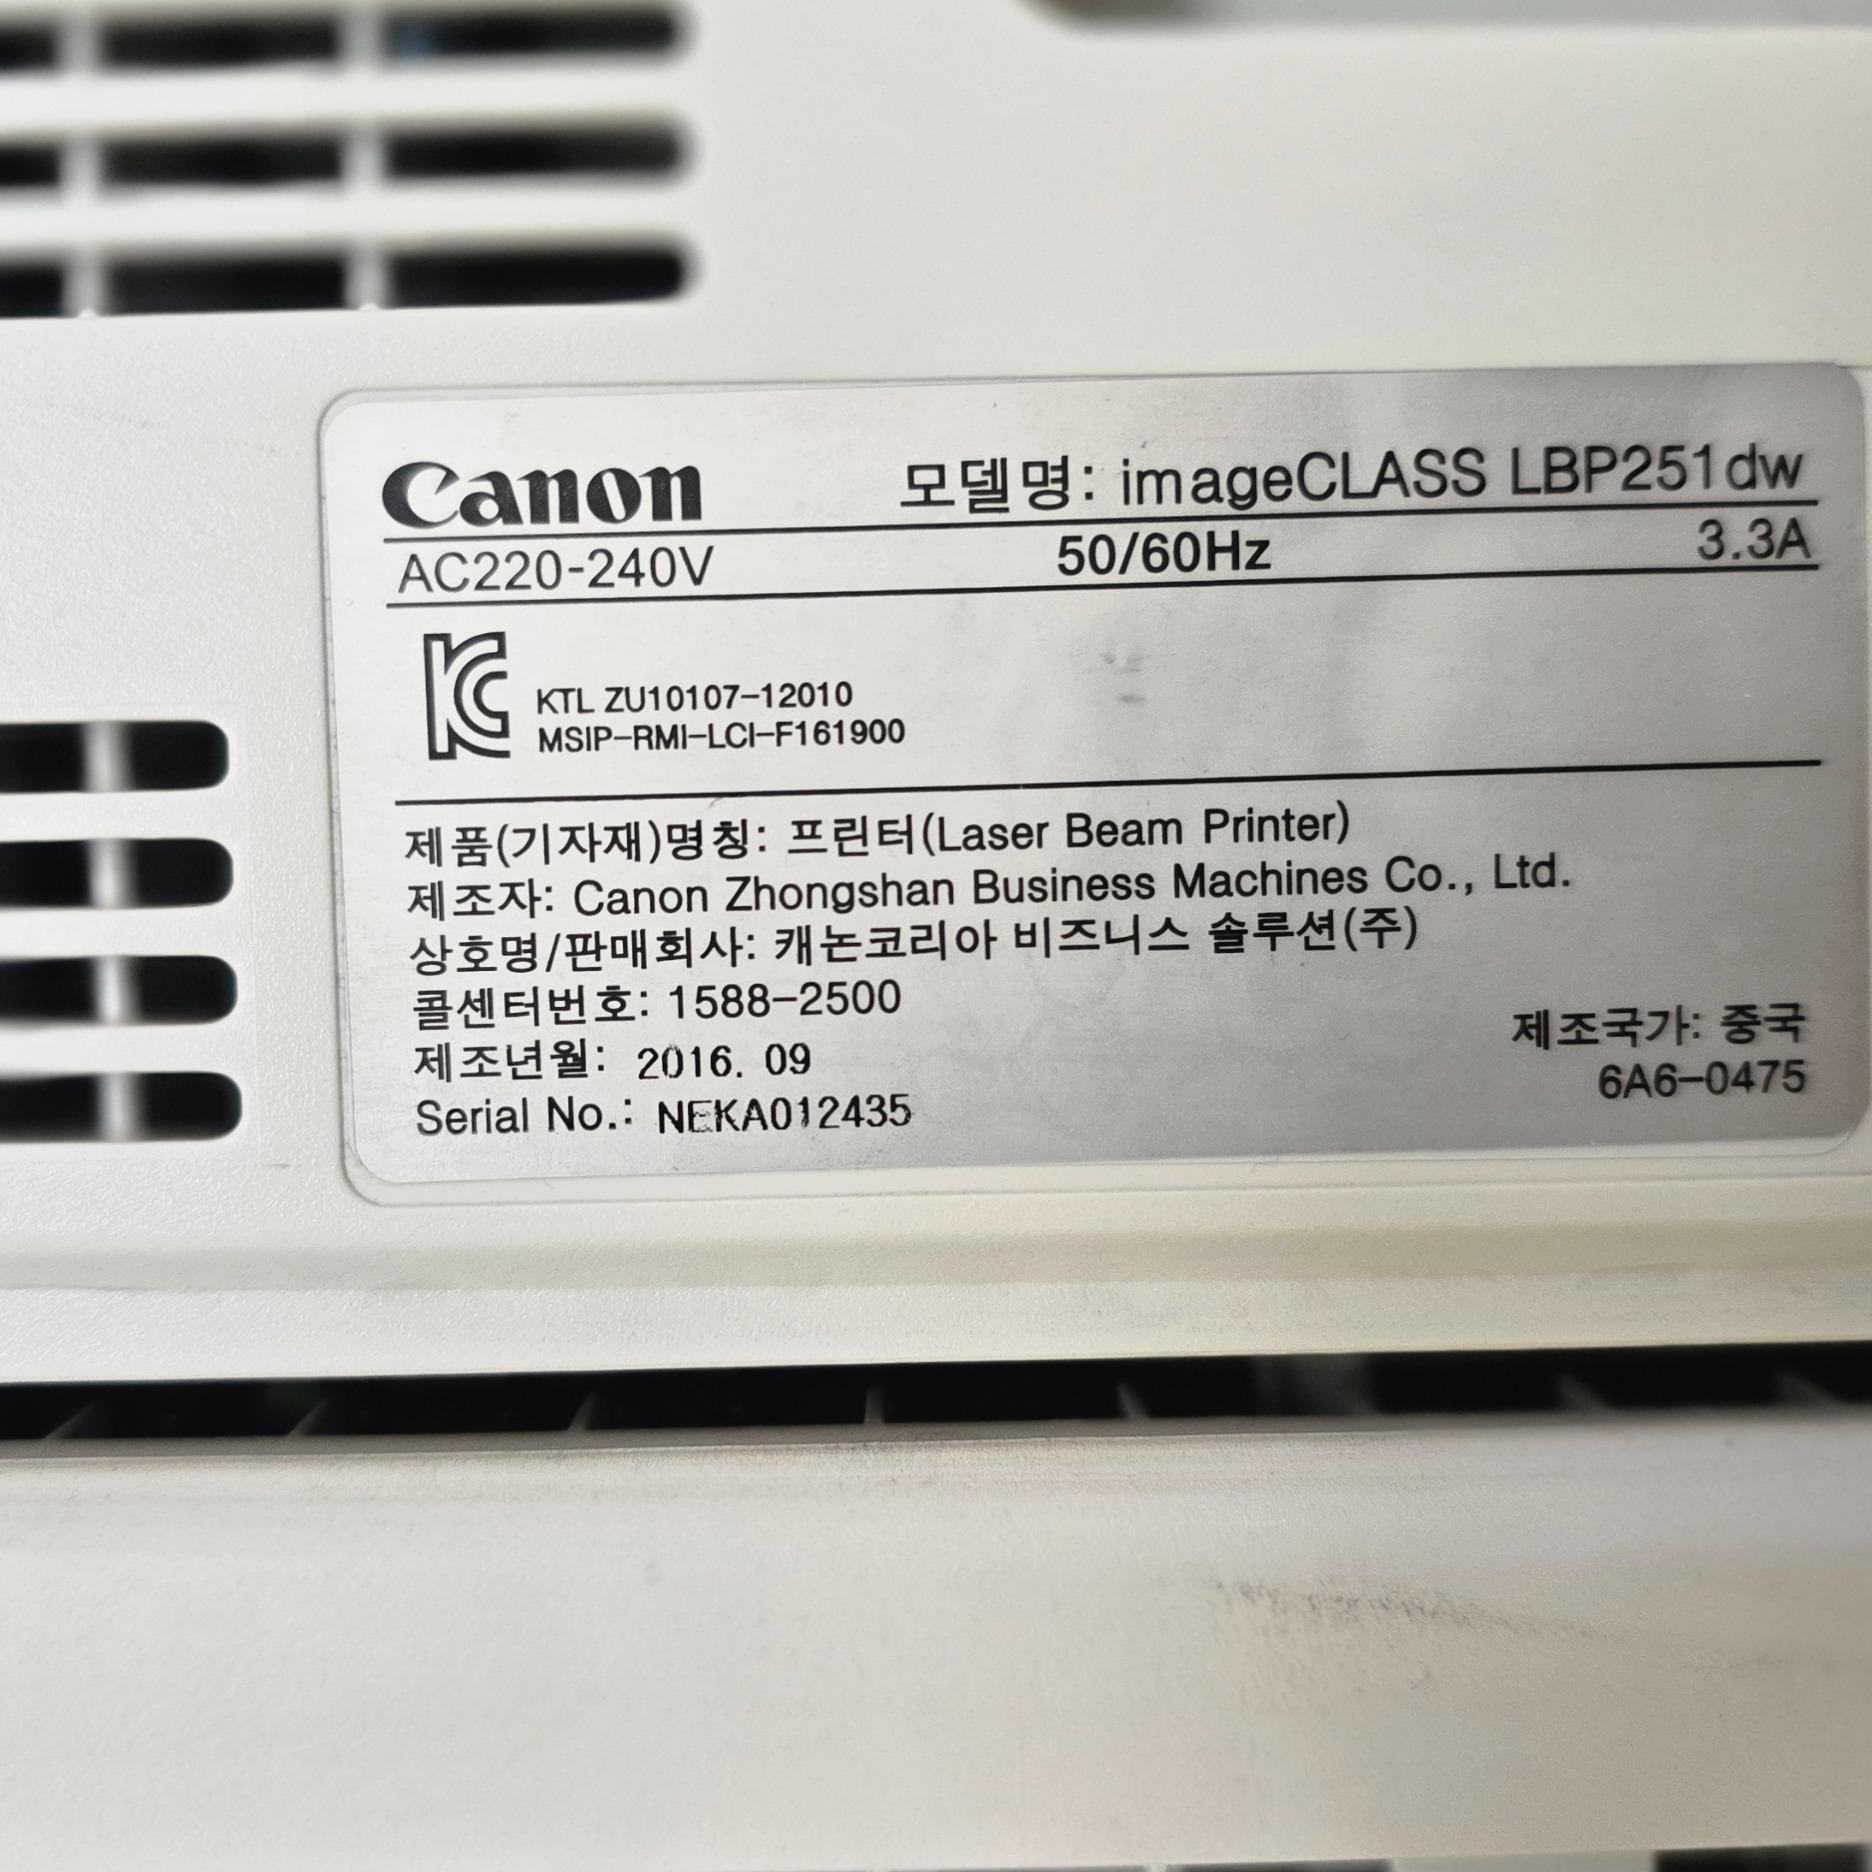 Canon 모델명: imageCLASS LBP251dw
AC220-240V 50/60Hz 3.3A
KTL ZU10107-12010
MSIP-RMI-LCI-F161900
제품(기자재)명칭: 프린터(Laser Beam Printer)
제조자: Canon Zhongshan Business Machines Co., Ltd.
상호명/판매회사: 캐논코리아 비즈니스 솔루션(주)
콜센터번호: 1588-2500
제조년월: 2016. 09
Serial No.: NEKA012435
제조국가: 중국
6A6-0475